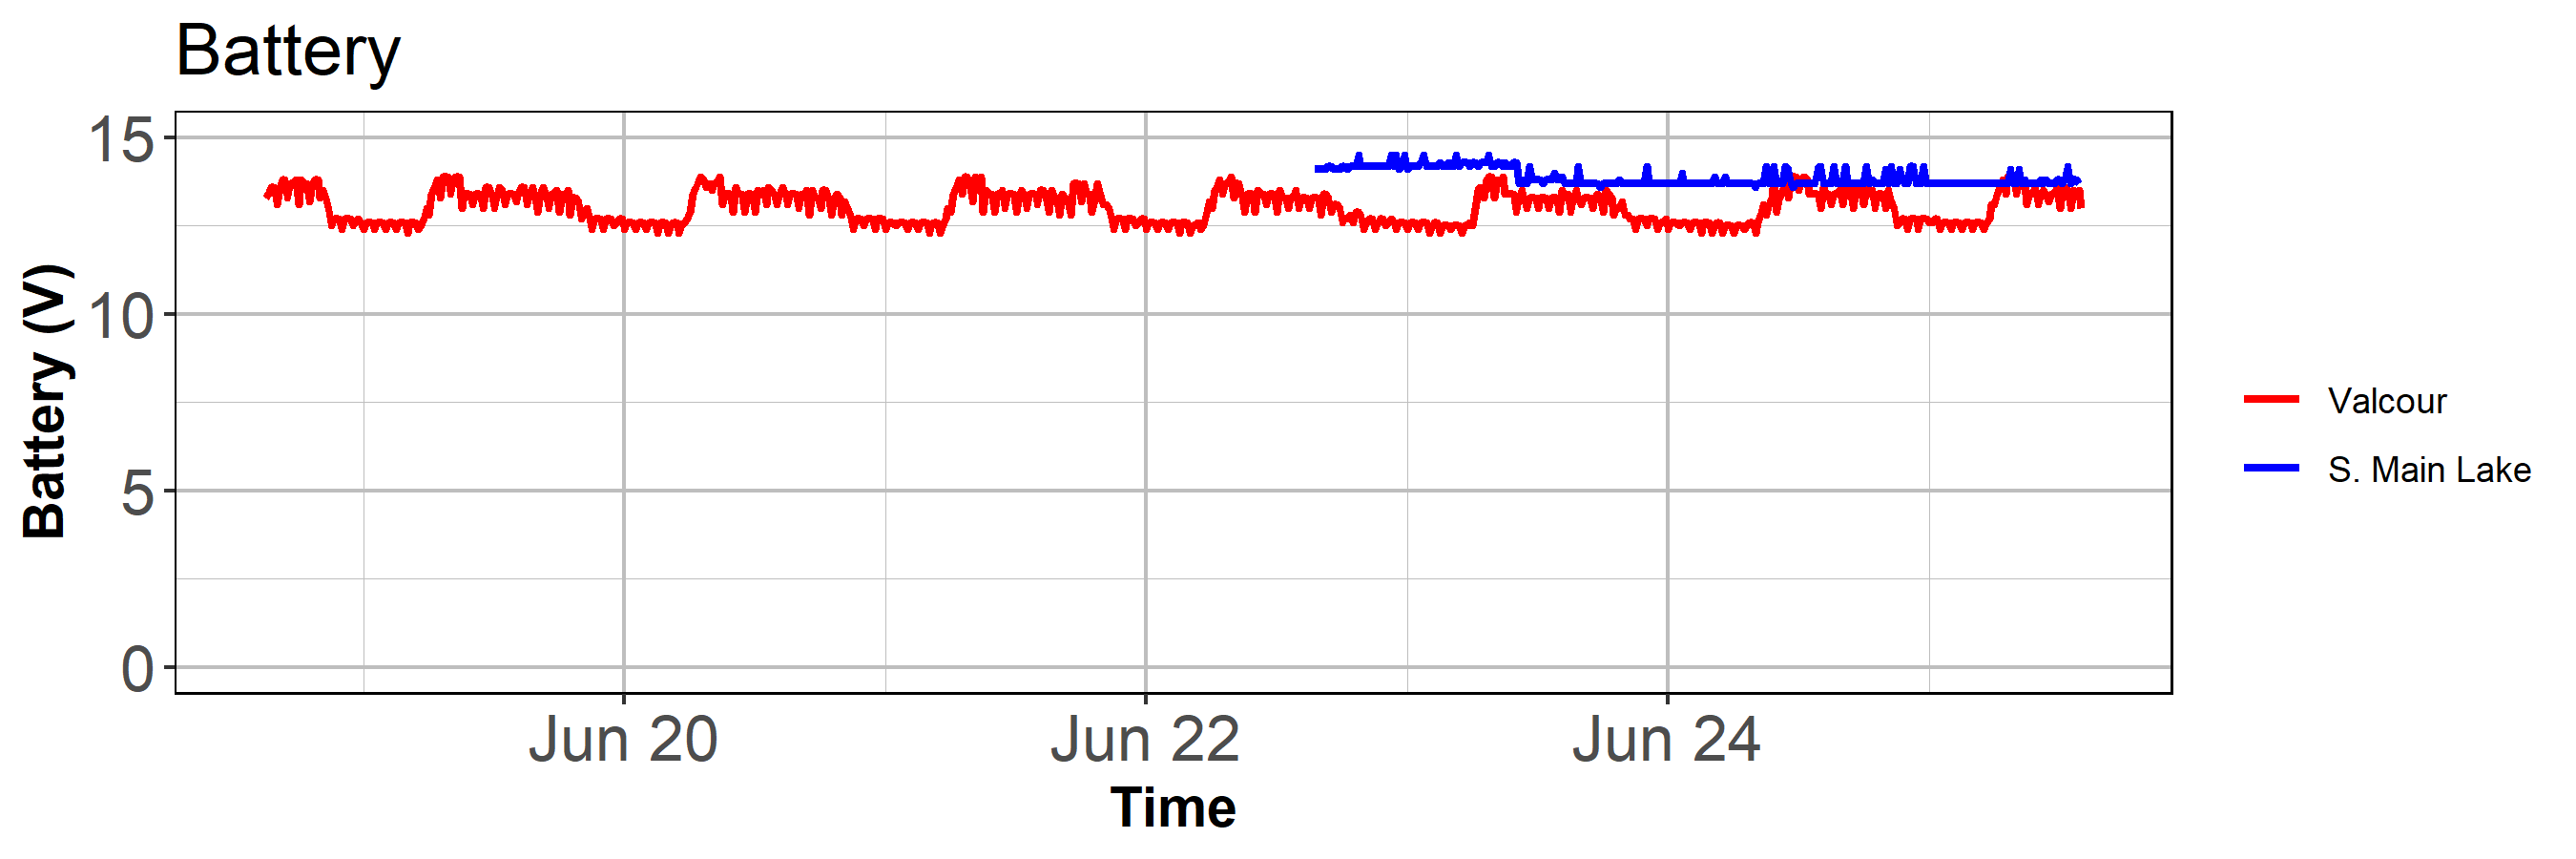 Battery
15
10
5
0
Battery (V)
Jun 20
Jun 22
Jun 24
Time
Valcour
S. Main Lake